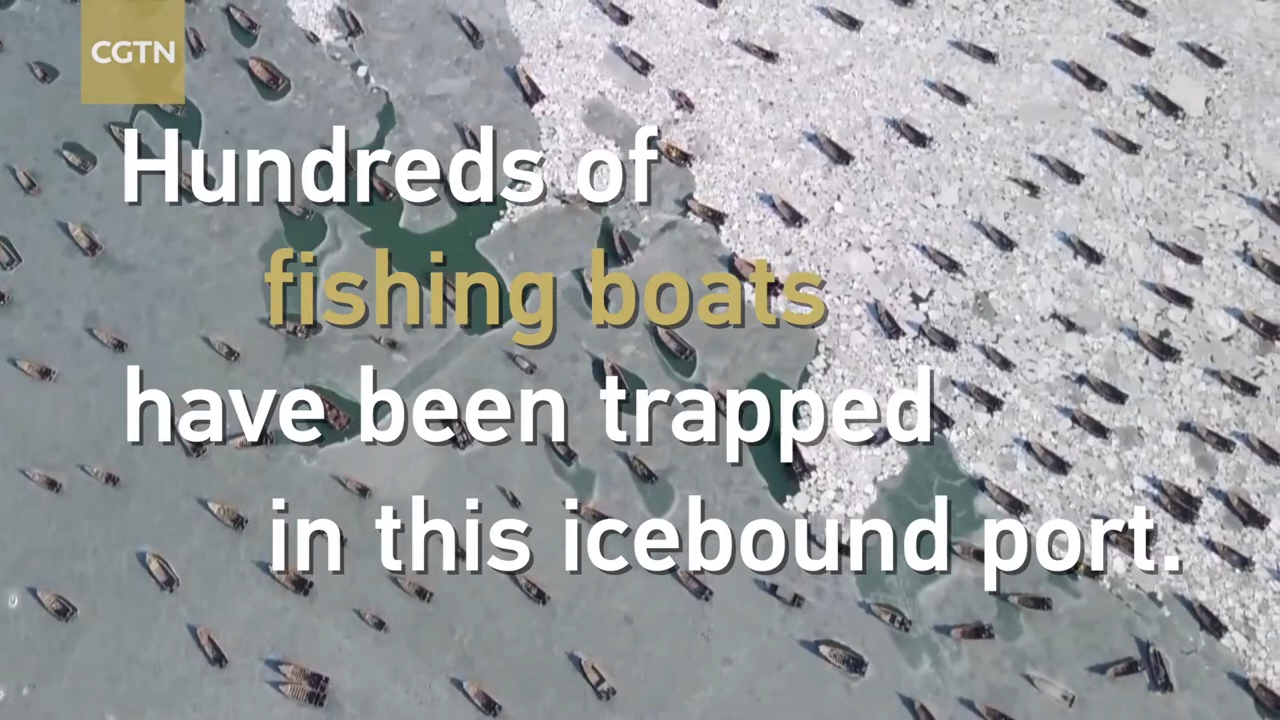 CGTN
Hundreds of
fishing boats
have been trapped
in this icebound port.